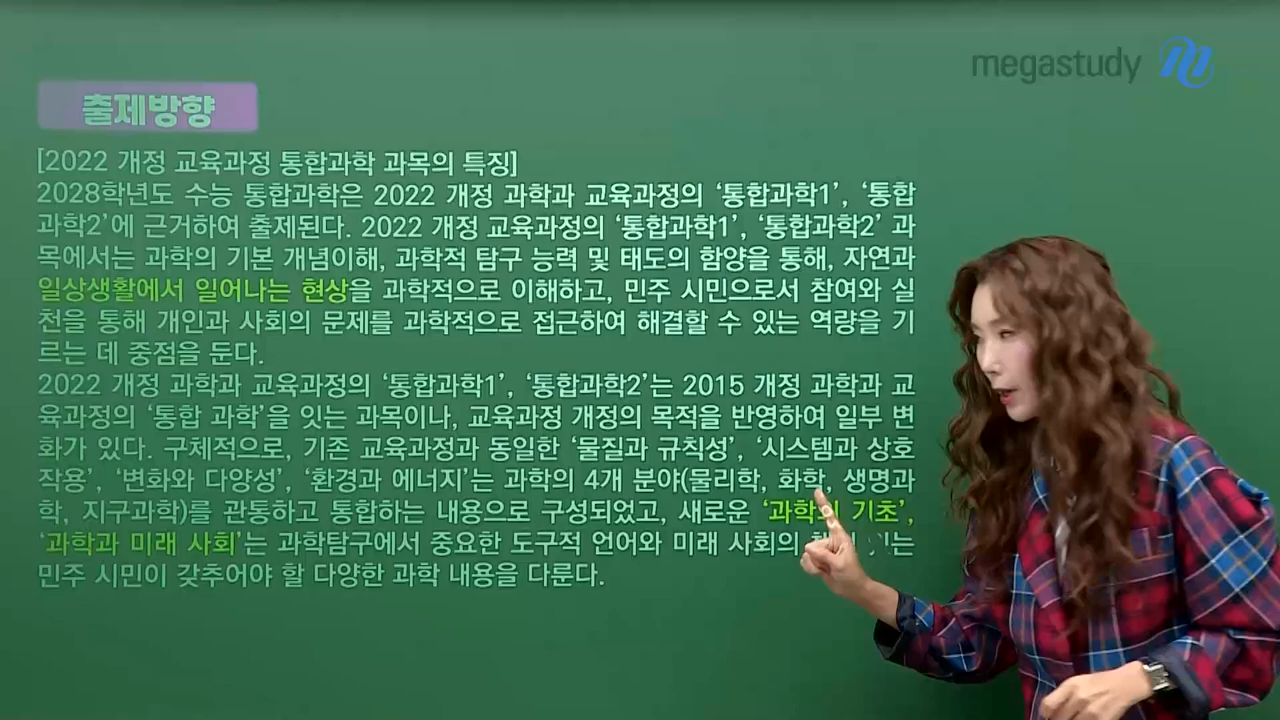 megastudy
출제방향
[2022 개정 교육과정 통합과학 과목의 특징]
2028학년도 수능 통합과학은 2022 개정 과학과 교육과정의 ‘통합과학1’, ‘통합
과학2’에 근거하여 출제된다. 2022 개정 교육과정의 ‘통합과학1’, ‘통합과학2’ 과
목에서는 과학의 기본 개념이해, 과학적 탐구 능력 및 태도의 함양을 통해, 자연과
일상생활에서 일어나는 현상을 과학적으로 이해하고, 민주 시민으로서 참여와 실
천을 통해 개인과 사회의 문제를 과학적으로 접근하여 해결할 수 있는 역량을 기
르는 데 중점을 둔다.
2022 개정 과학과 교육과정의 ‘통합과학1’, ‘통합과학2’는 2015 개정 과학과 교
육과정의 ‘통합 과학’을 잇는 과목이나, 교육과정 개정의 목적을 반영하여 일부 변
화가 있다. 구체적으로, 기존 교육과정과 동일한 ‘물질과 규칙성’, ‘시스템과 상호
작용’, ‘변화와 다양성’, ‘환경과 에너지’는 과학의 4개 분야(물리학, 화학, 생명과
학, 지구과학)를 관통하고 통합하는 내용으로 구성되었고, 새로운 ‘과학의 기초’,
‘과학과 미래 사회’는 과학탐구에서 중요한 도구적 언어와 미래 사회의
민주 시민이 갖추어야 할 다양한 과학 내용을 다룬다.